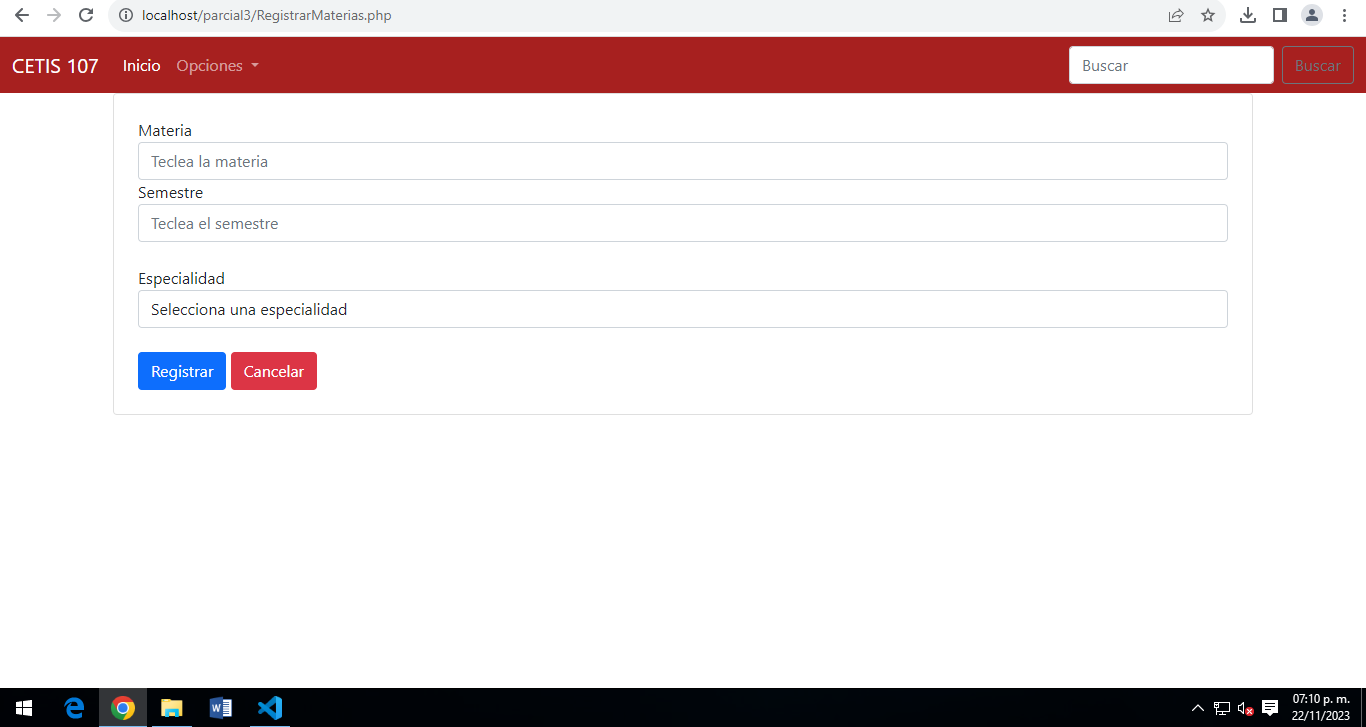 localhost/parcial3/RegistrarMaterias.php
CETIS 107 Inicio Opciones Buscar Buscar
Materia
Teclea la materia
Semestre
Teclea el semestre
Especialidad
Selecciona una especialidad
Registrar Cancelar
07:10 p. m.
22/11/2023